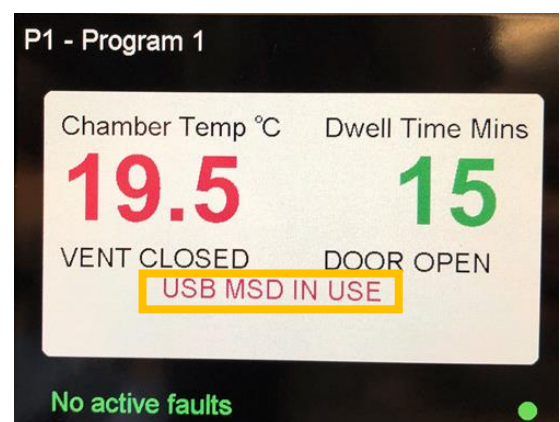 P1 - Program 1
Chamber Temp °C Dwell Time Mins
19.5 15
VENT CLOSED DOOR OPEN
USB MSD IN USE
No active faults